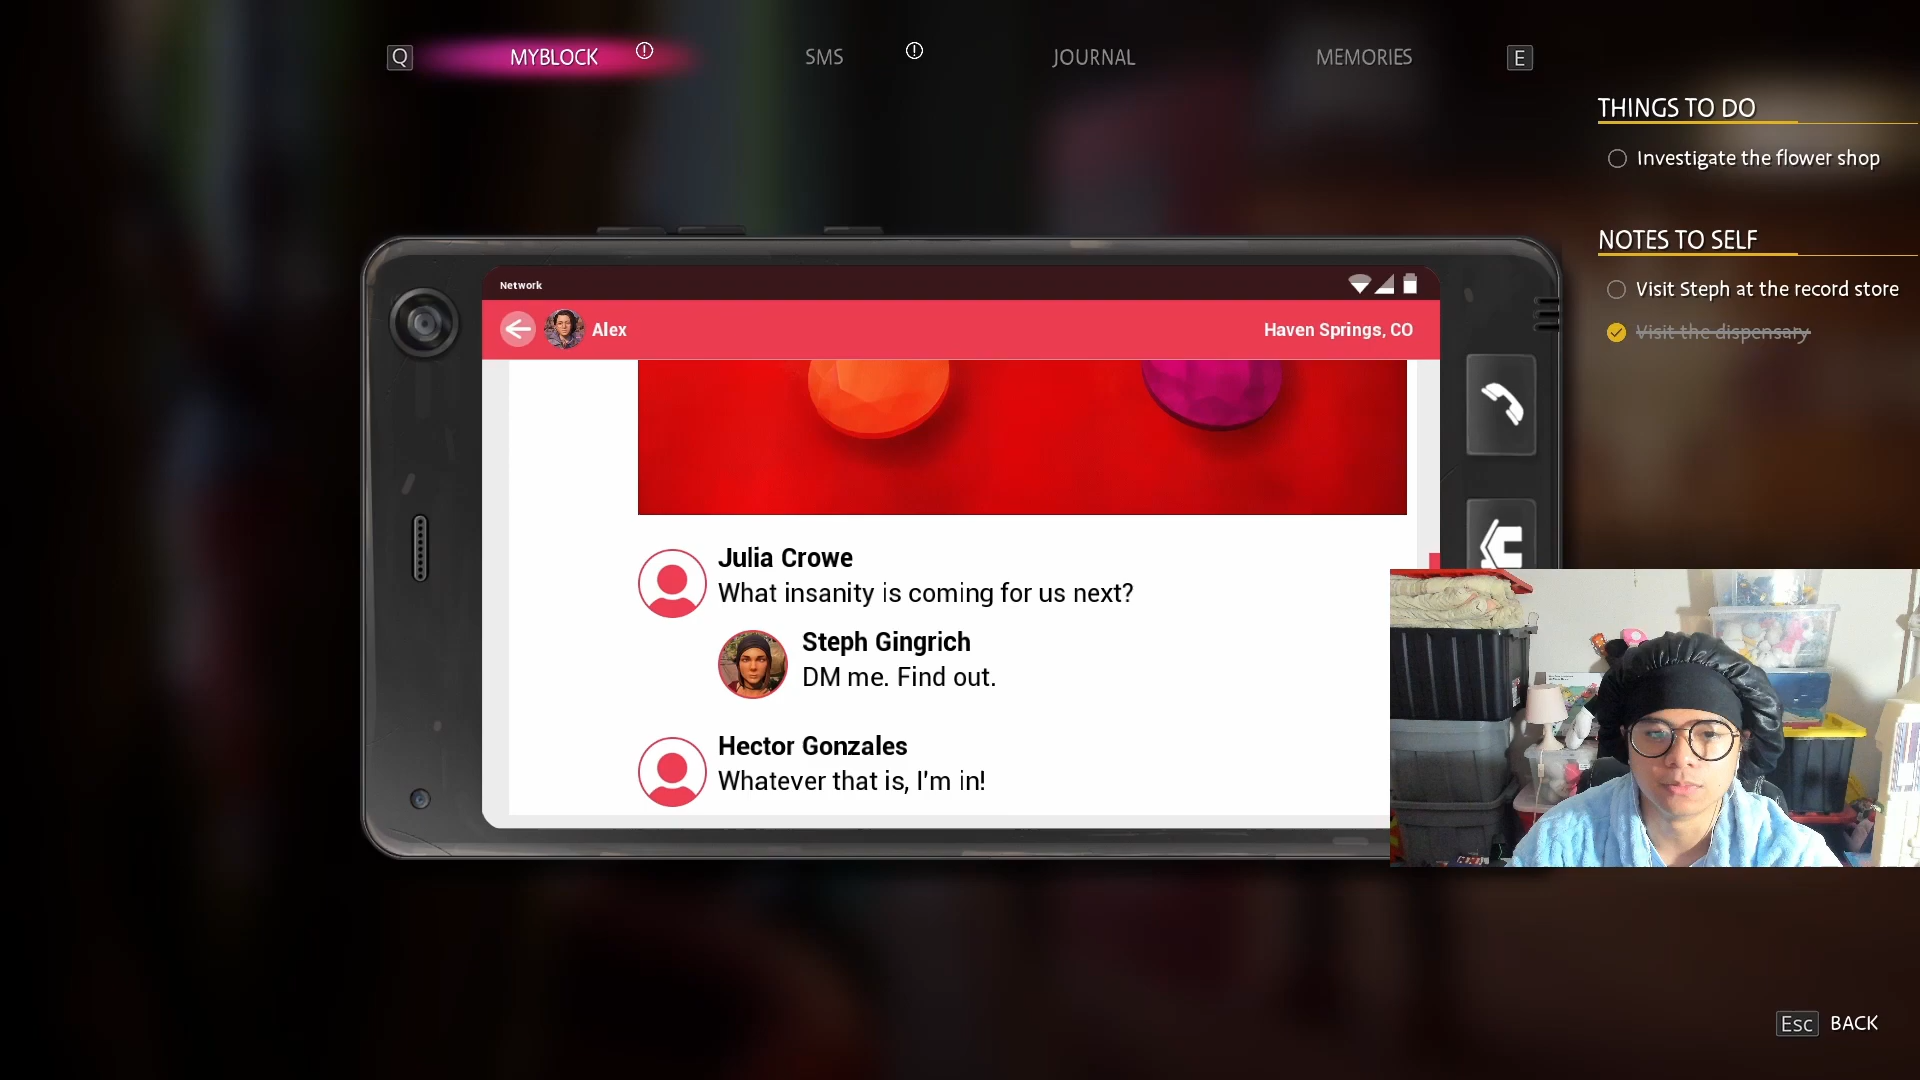 Q
MYBLOCK
SMS
JOURNAL
MEMORIES
E
THINGS TO DO
Investigate the flower shop
NOTES TO SELF
Visit Steph at the record store
Visit the dispensary
Network
Alex
Haven Springs, CO
Julia Crowe
What insanity is coming for us next?
Steph Gingrich
DM me. Find out.
Hector Gonzales
Whatever that is, I'm in!
Esc BACK